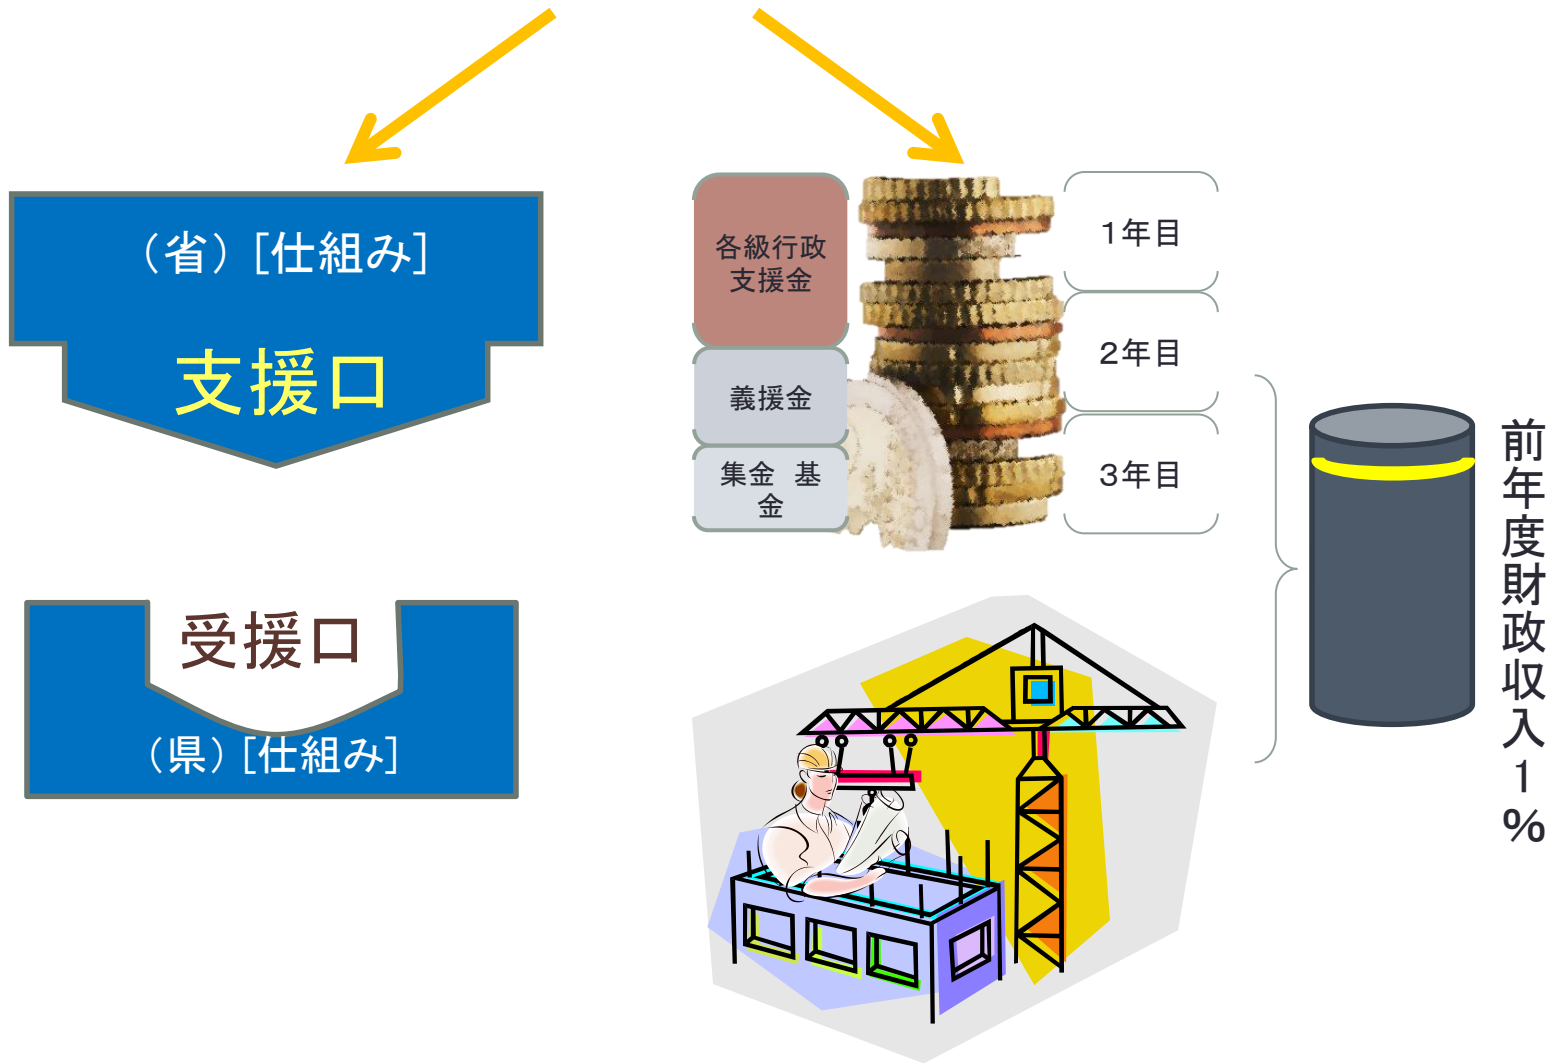 （省）[仕組み]
支援口
受援口
（県）[仕組み]
各級行政
支援金
義援金
集金　基
金
１年目
２年目
３年目
前年度財政収入１％